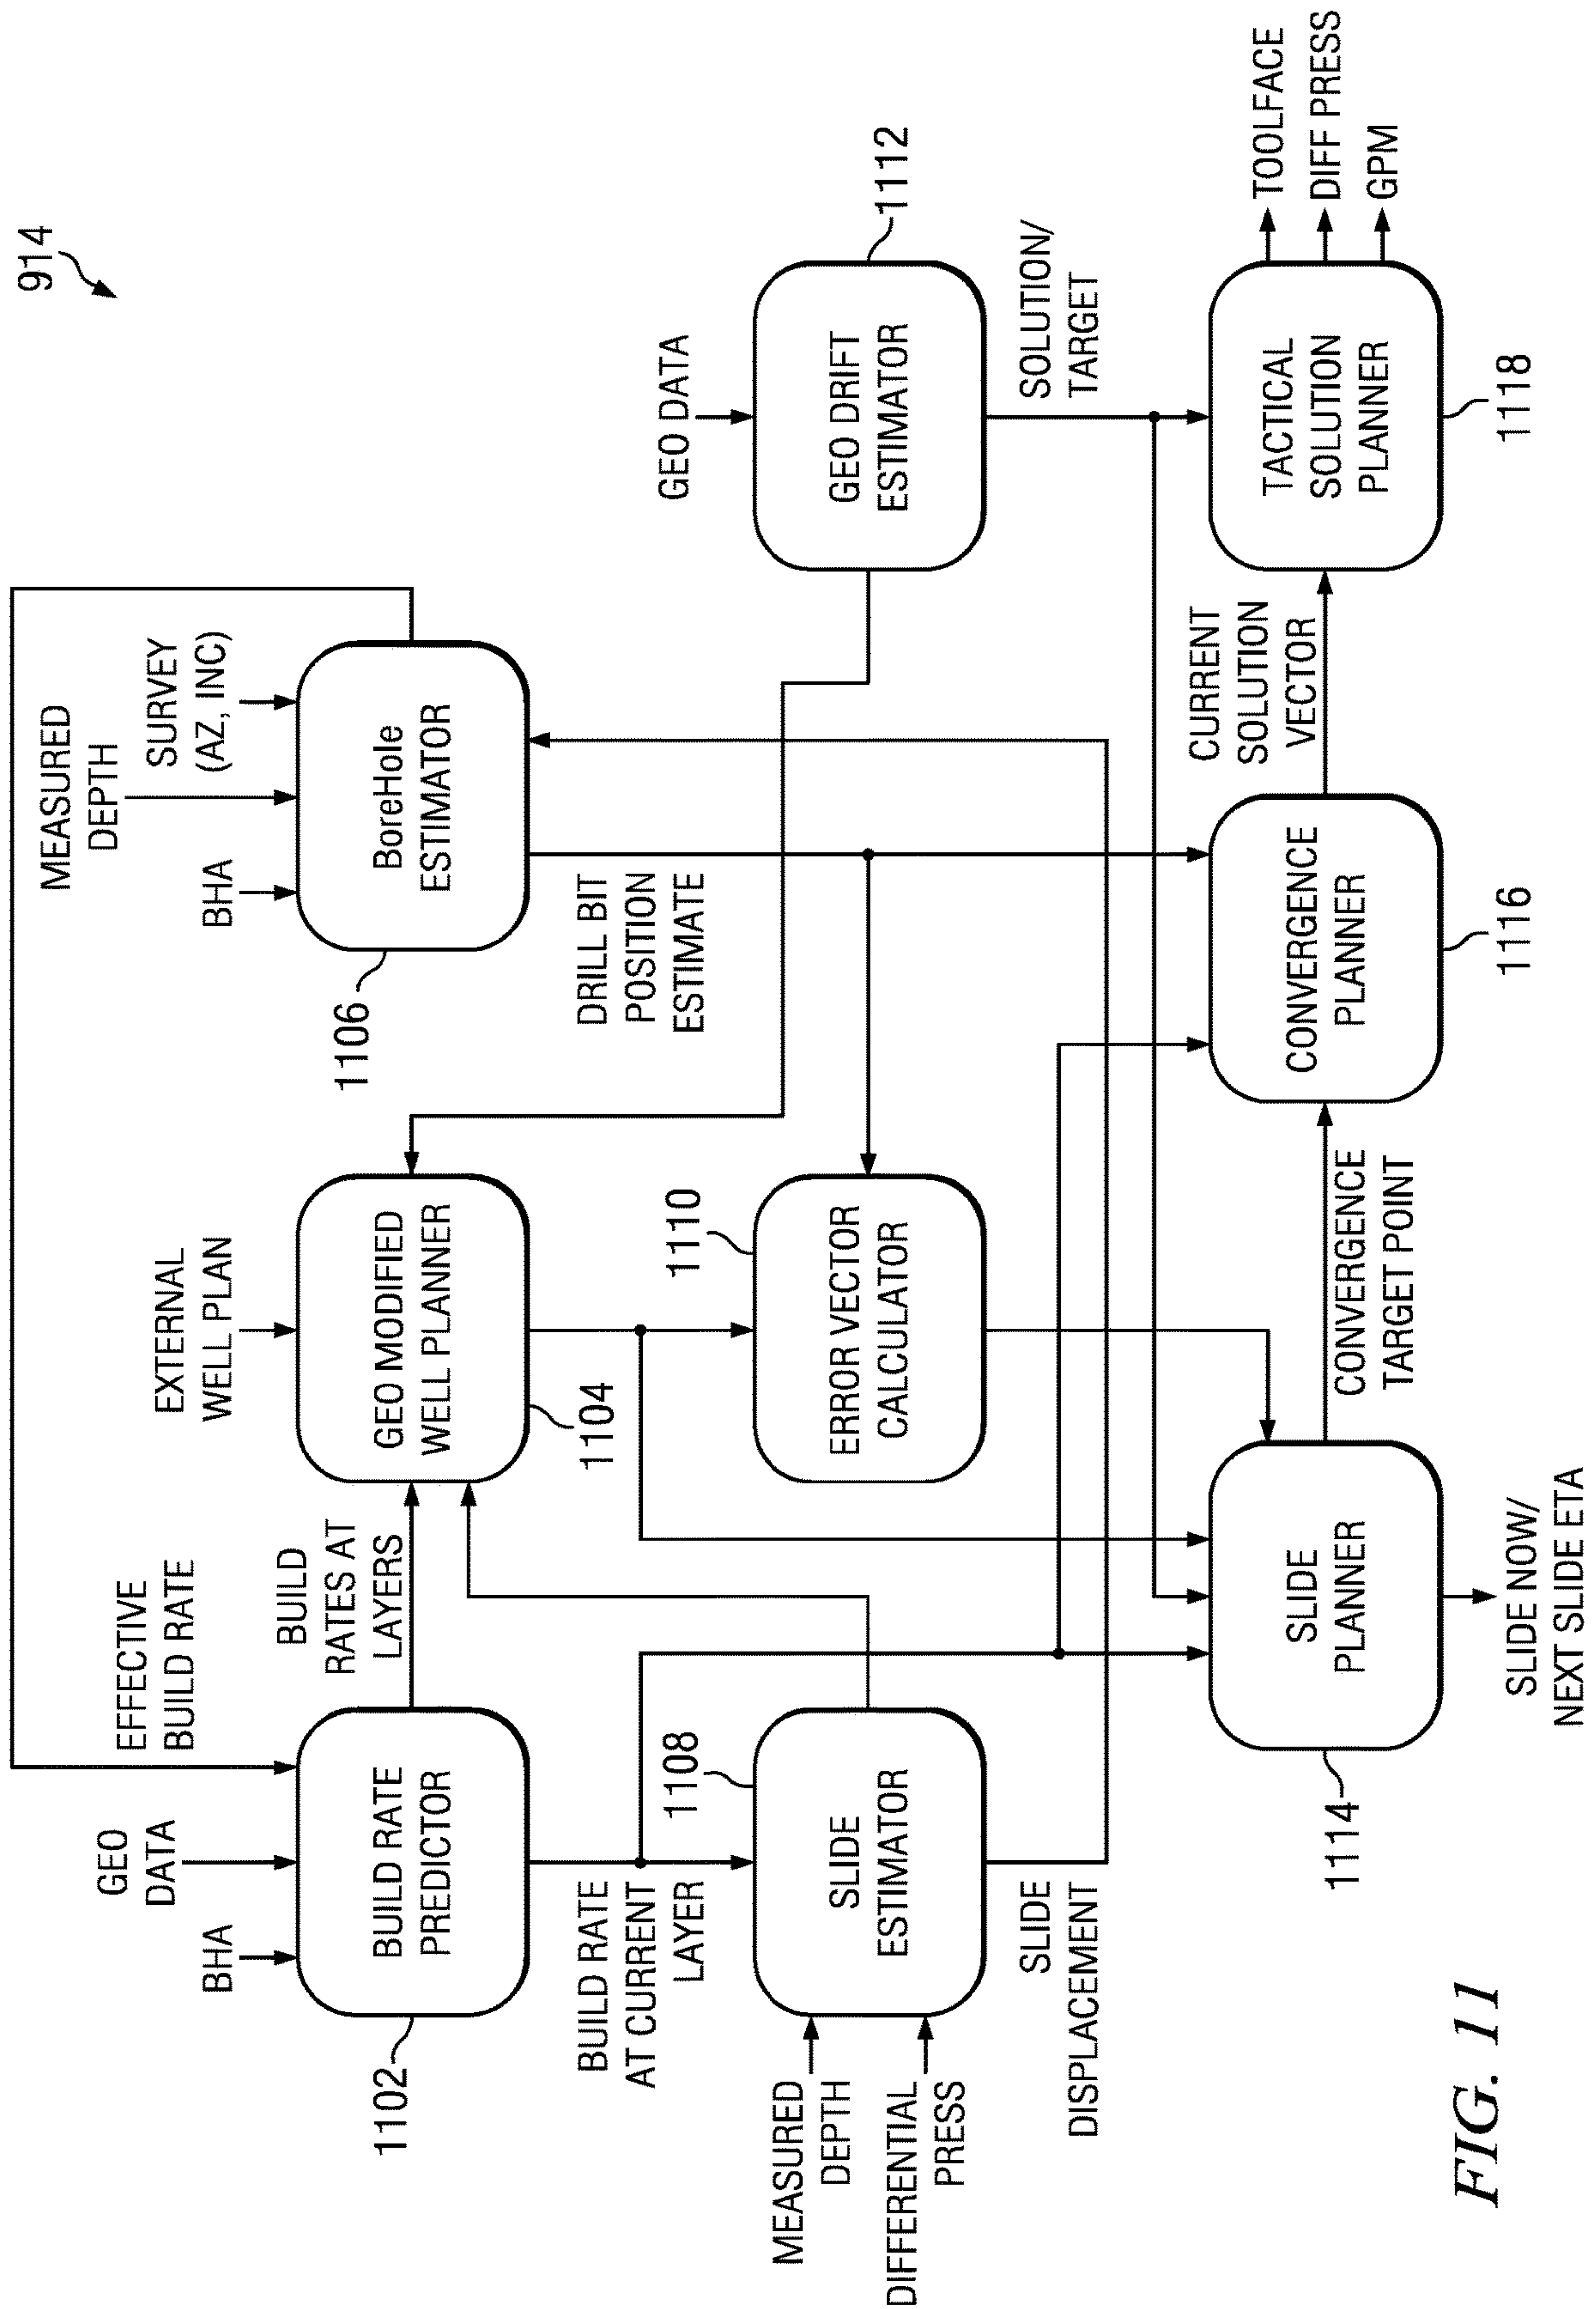 914
EFFECTIVE
BUILD RATE
BHA
GEO
DATA
EXTERNAL
WELL PLAN
BHA
MEASURED
DEPTH
SURVEY
(AZ, INC)
BUILD RATE
PREDICTOR
1102
BUILD
RATES AT
LAYERS
GEO MODIFIED
WELL PLANNER
1104
BoreHole
ESTIMATOR
1106
BUILD RATE
AT CURRENT
LAYER
DRILL BIT
POSITION
ESTIMATE
GEO DATA
MEASURED
DEPTH
DIFFERENTIAL
PRESS
SLIDE
ESTIMATOR
1108
ERROR VECTOR
CALCULATOR
1110
GEO DRIFT
ESTIMATOR
1112
SLIDE
DISPLACEMENT
SOLUTION/
TARGET
SLIDE
PLANNER
1114
CONVERGENCE
TARGET POINT
CONVERGENCE
PLANNER
1116
CURRENT
SOLUTION
VECTOR
TACTICAL
SOLUTION
PLANNER
1118
TOOLFACE
DIFF PRESS
GPM
SLIDE NOW/
NEXT SLIDE ETA
FIG. 11